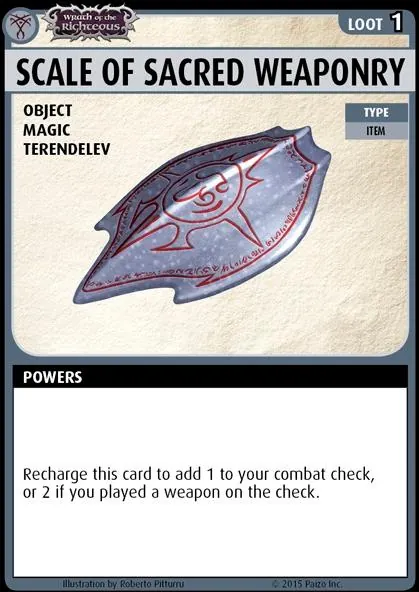 WRATH of the
RIGHTEOUS
LOOT 1
SCALE OF SACRED WEAPONRY
OBJECT
MAGIC
TERENDELEV
TYPE
ITEM
POWERS
Recharge this card to add 1 to your combat check,
or 2 if you played a weapon on the check.
Illustration by Roberto Pitturru
© 2015 Paizo Inc.